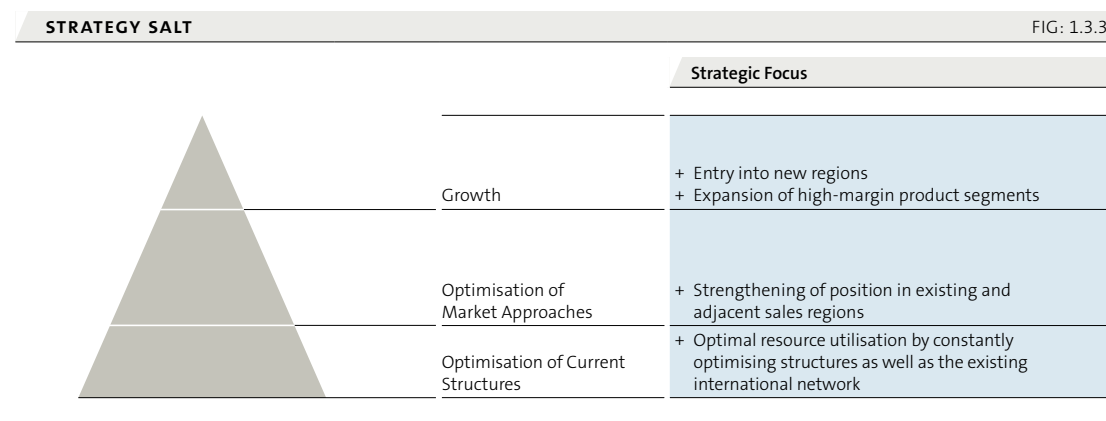 STRATEGY SALT
FIG: 1.3.3
Strategic Focus
Growth
+ Entry into new regions
+ Expansion of high-margin product segments
Optimisation of
Market Approaches
+ Strengthening of position in existing and
adjacent sales regions
Optimisation of Current
Structures
+ Optimal resource utilisation by constantly
optimising structures as well as the existing
international network